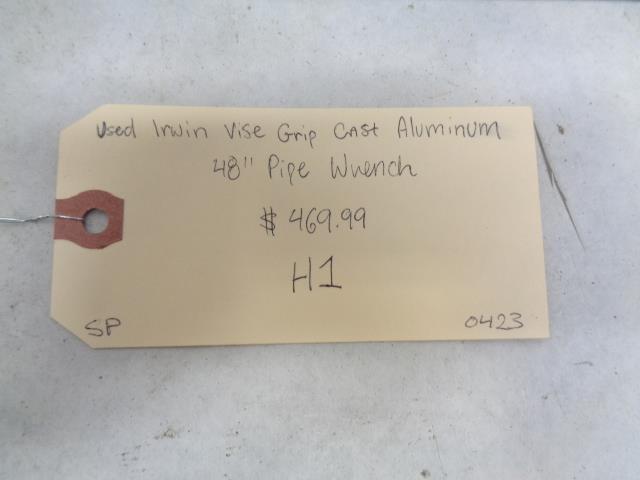 Used Irwin Vise Grip Cast Aluminum
48" Pipe Wrench
$ 469.99
H1
SP 0423